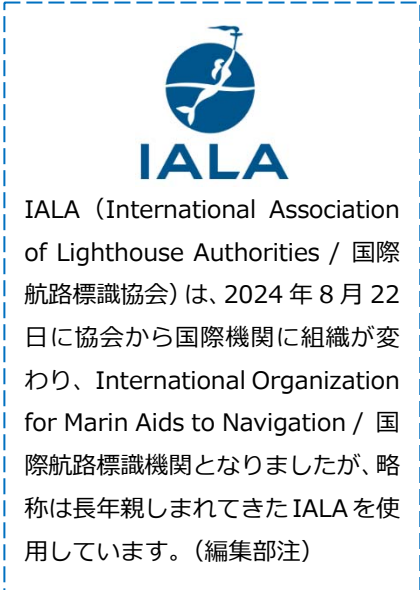 IALA
IALA（International Association
of Lighthouse Authorities / 国際
航路標識協会）は、2024 年 8 月 22
日に協会から国際機関に組織が変
わり、International Organization
for Marin Aids to Navigation / 国
際航路標識機関となりましたが、略
称は長年親しまれてきた IALA を使
用しています。（編集部注）